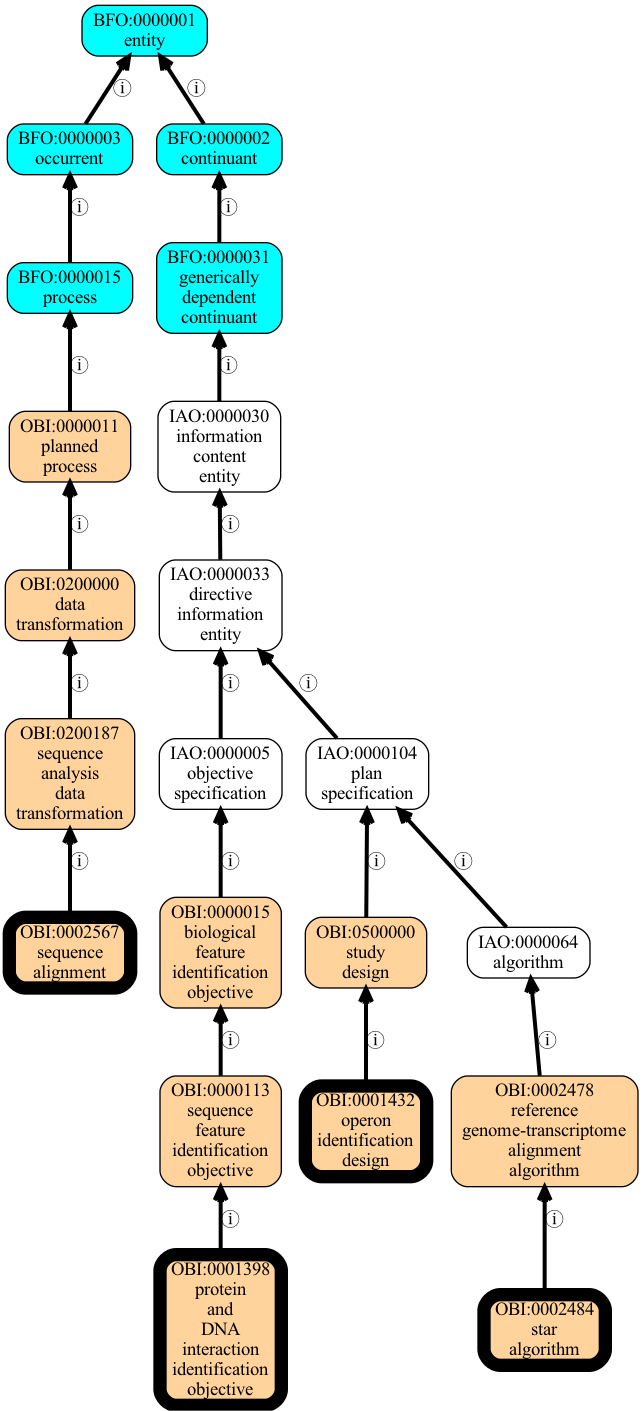 BFO:0000001
entity
ⓘ
ⓘ
BFO:0000003
occurrent
BFO:0000002
continuant
ⓘ
ⓘ
BFO:0000015
process
BFO:0000031
generically
dependent
continuant
ⓘ
ⓘ
OBI:0000011
planned
process
IAO:0000030
information
content
entity
ⓘ
ⓘ
OBI:0200000
data
transformation
IAO:0000033
directive
information
entity
ⓘ
ⓘ
ⓘ
OBI:0200187
sequence
analysis
data
transformation
IAO:0000005
objective
specification
IAO:0000104
plan
specification
ⓘ
ⓘ
ⓘ
ⓘ
OBI:0002567
sequence
alignment
OBI:0000015
biological
feature
identification
objective
OBI:0500000
study
design
IAO:0000064
algorithm
ⓘ
ⓘ
ⓘ
OBI:0000113
sequence
feature
identification
objective
OBI:0001432
operon
identification
design
OBI:0002478
reference
genome-transcriptome
alignment
algorithm
ⓘ
ⓘ
OBI:0001398
protein
and
DNA
interaction
identification
objective
OBI:0002484
star
algorithm